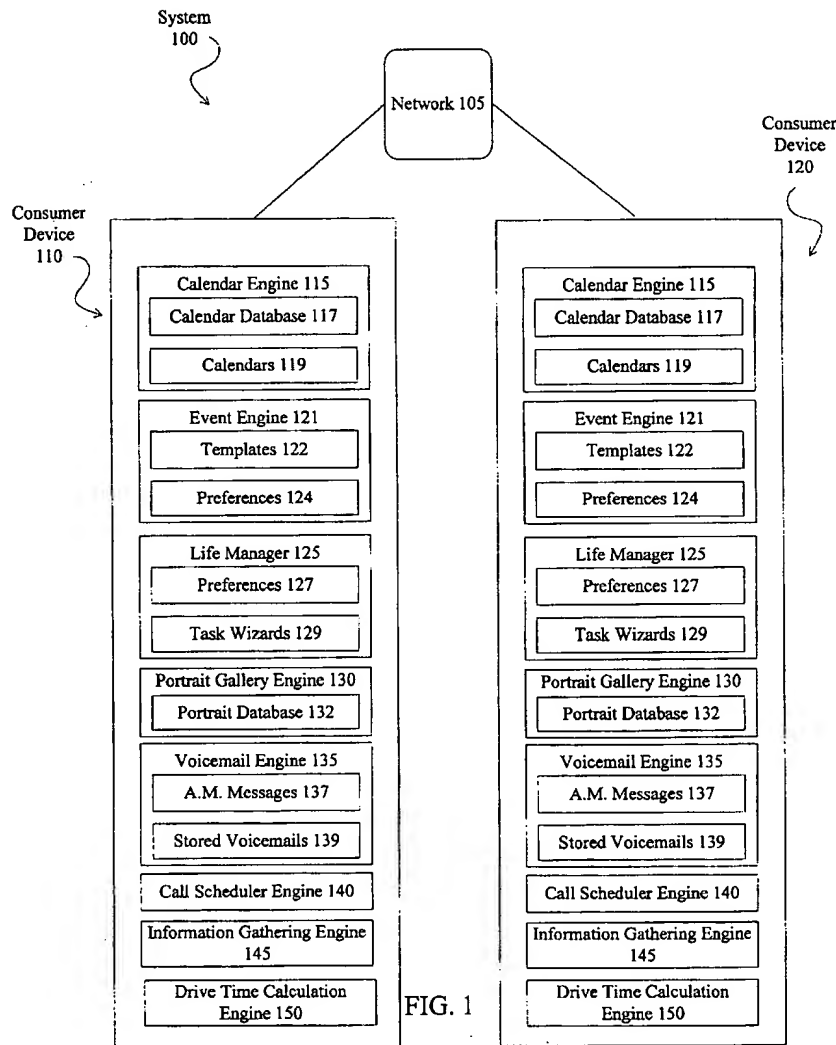 System
100
Network 105
Consumer
Device
120
Consumer
Device
110
Calendar Engine 115
Calendar Database 117
Calendars 119
Event Engine 121
Templates 122
Preferences 124
Life Manager 125
Preferences 127
Task Wizards 129
Portrait Gallery Engine 130
Portrait Database 132
Voicemail Engine 135
A.M. Messages 137
Stored Voicemails 139
Call Scheduler Engine 140
Information Gathering Engine
145
Drive Time Calculation
Engine 150
Calendar Engine 115
Calendar Database 117
Calendars 119
Event Engine 121
Templates 122
Preferences 124
Life Manager 125
Preferences 127
Task Wizards 129
Portrait Gallery Engine 130
Portrait Database 132
Voicemail Engine 135
A.M. Messages 137
Stored Voicemails 139
Call Scheduler Engine 140
Information Gathering Engine
145
Drive Time Calculation
Engine 150
FIG. 1